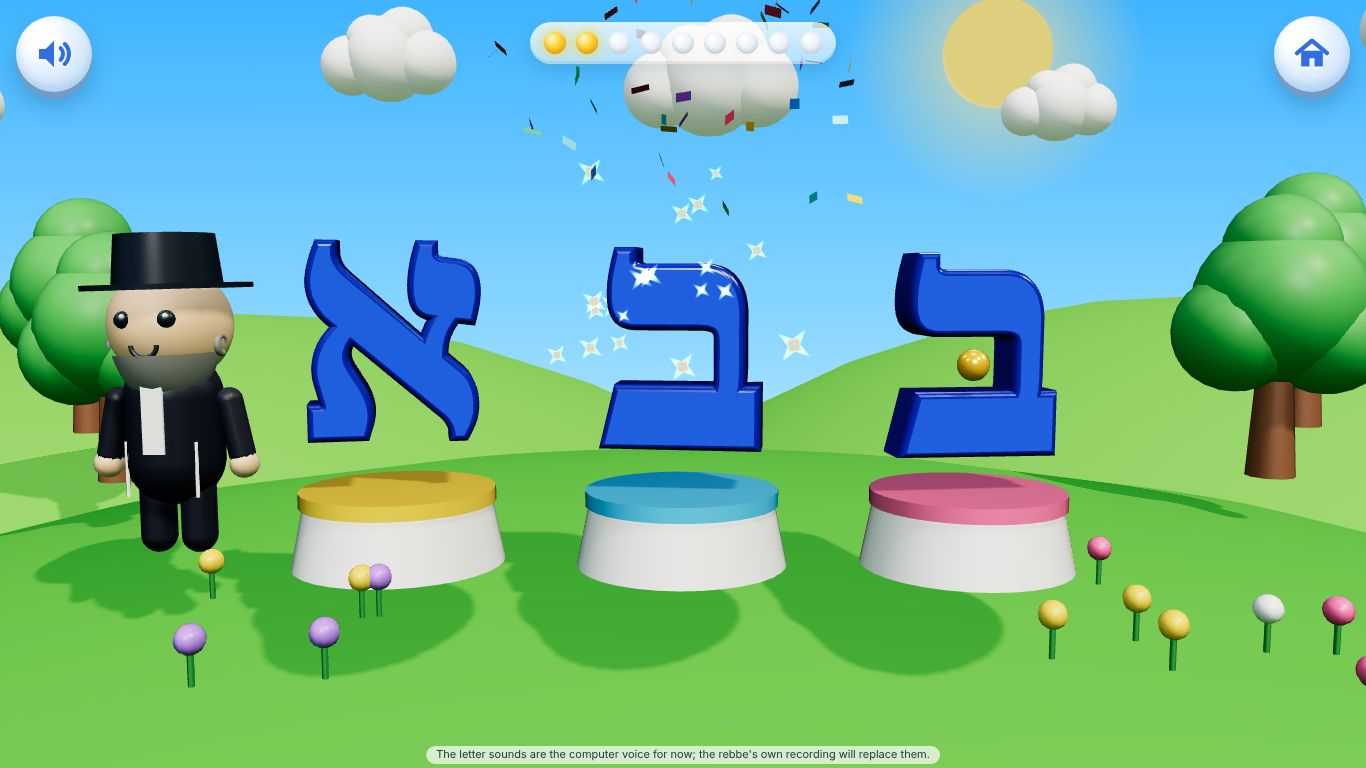 א ב בּ
The letter sounds are the computer voice for now; the rebbe's own recording will replace them.